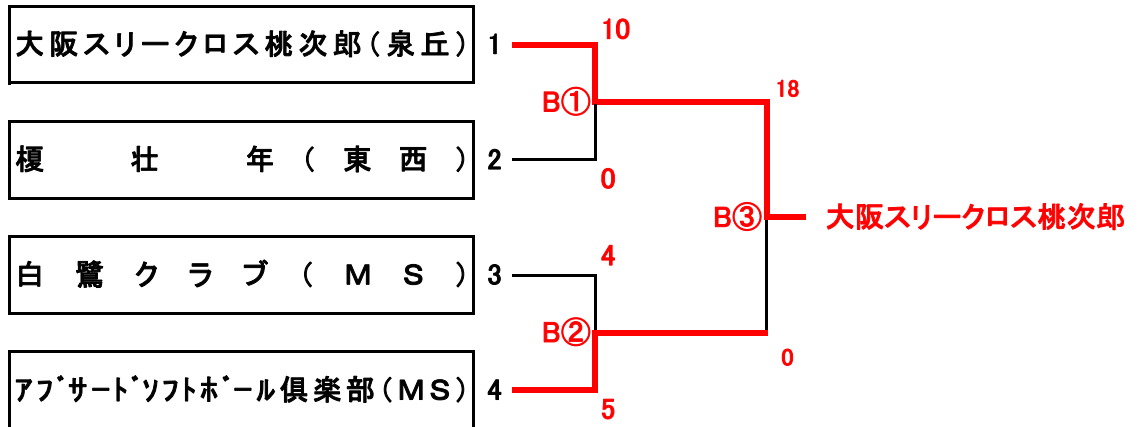 大阪スリークロス桃次郎(泉丘) 1
10
B①
18
榎壮年(東西) 2
0
B③ 大阪スリークロス桃次郎
白鷺クラブ(MS) 3
4
B②
0
ｱﾌﾞｻｰﾄﾞｿﾌﾄﾎﾞｰﾙ倶楽部(MS) 4
5